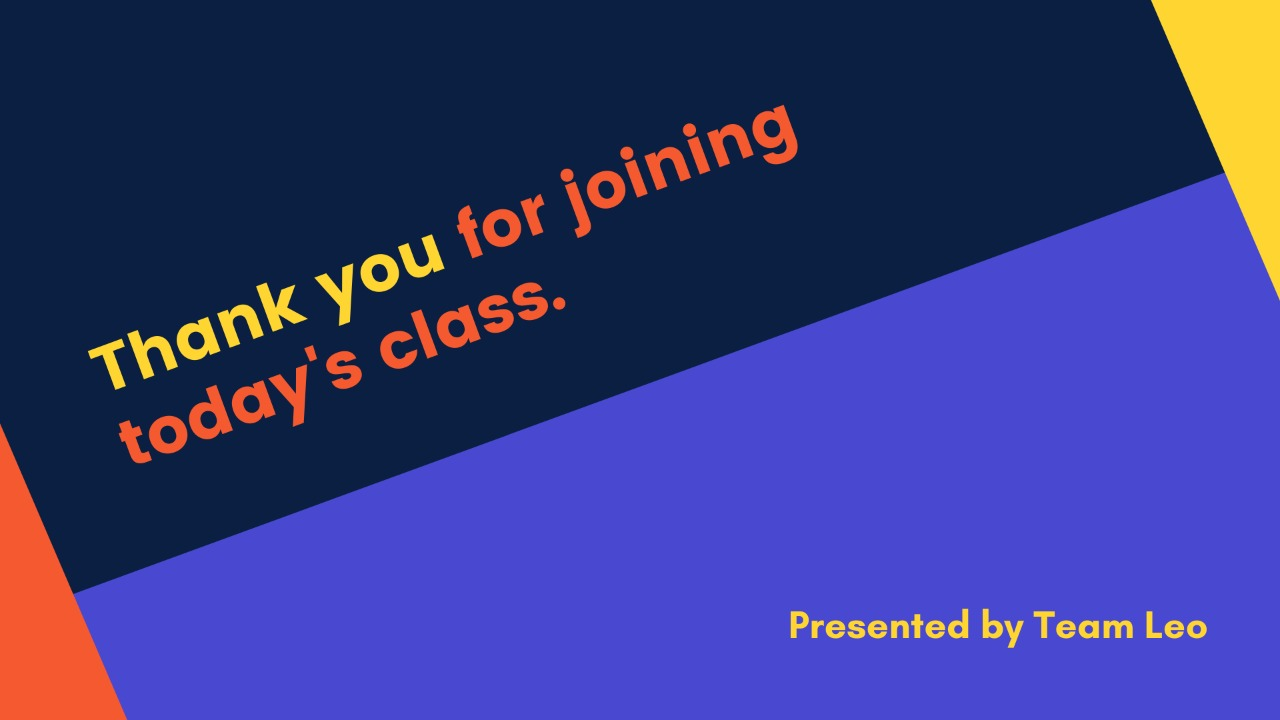 Thank you for joining
today's class.
Presented by Team Leo